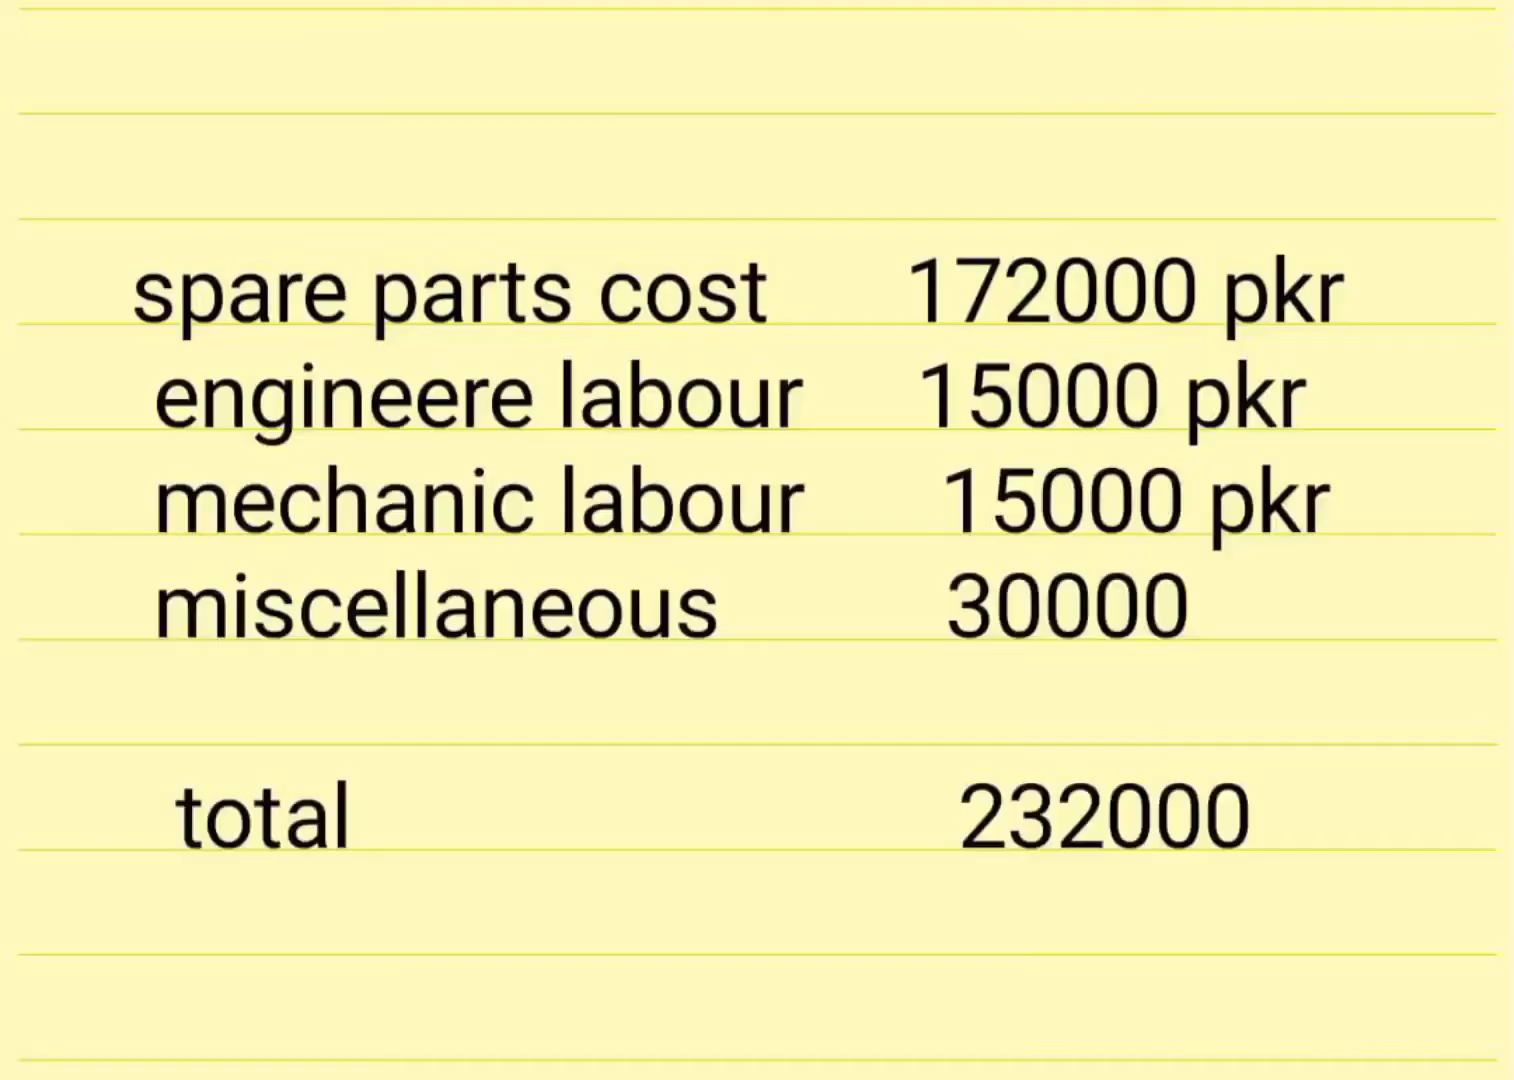 spare parts cost 172000 pkr
engineere labour 15000 pkr
mechanic labour 15000 pkr
miscellaneous 30000
total 232000